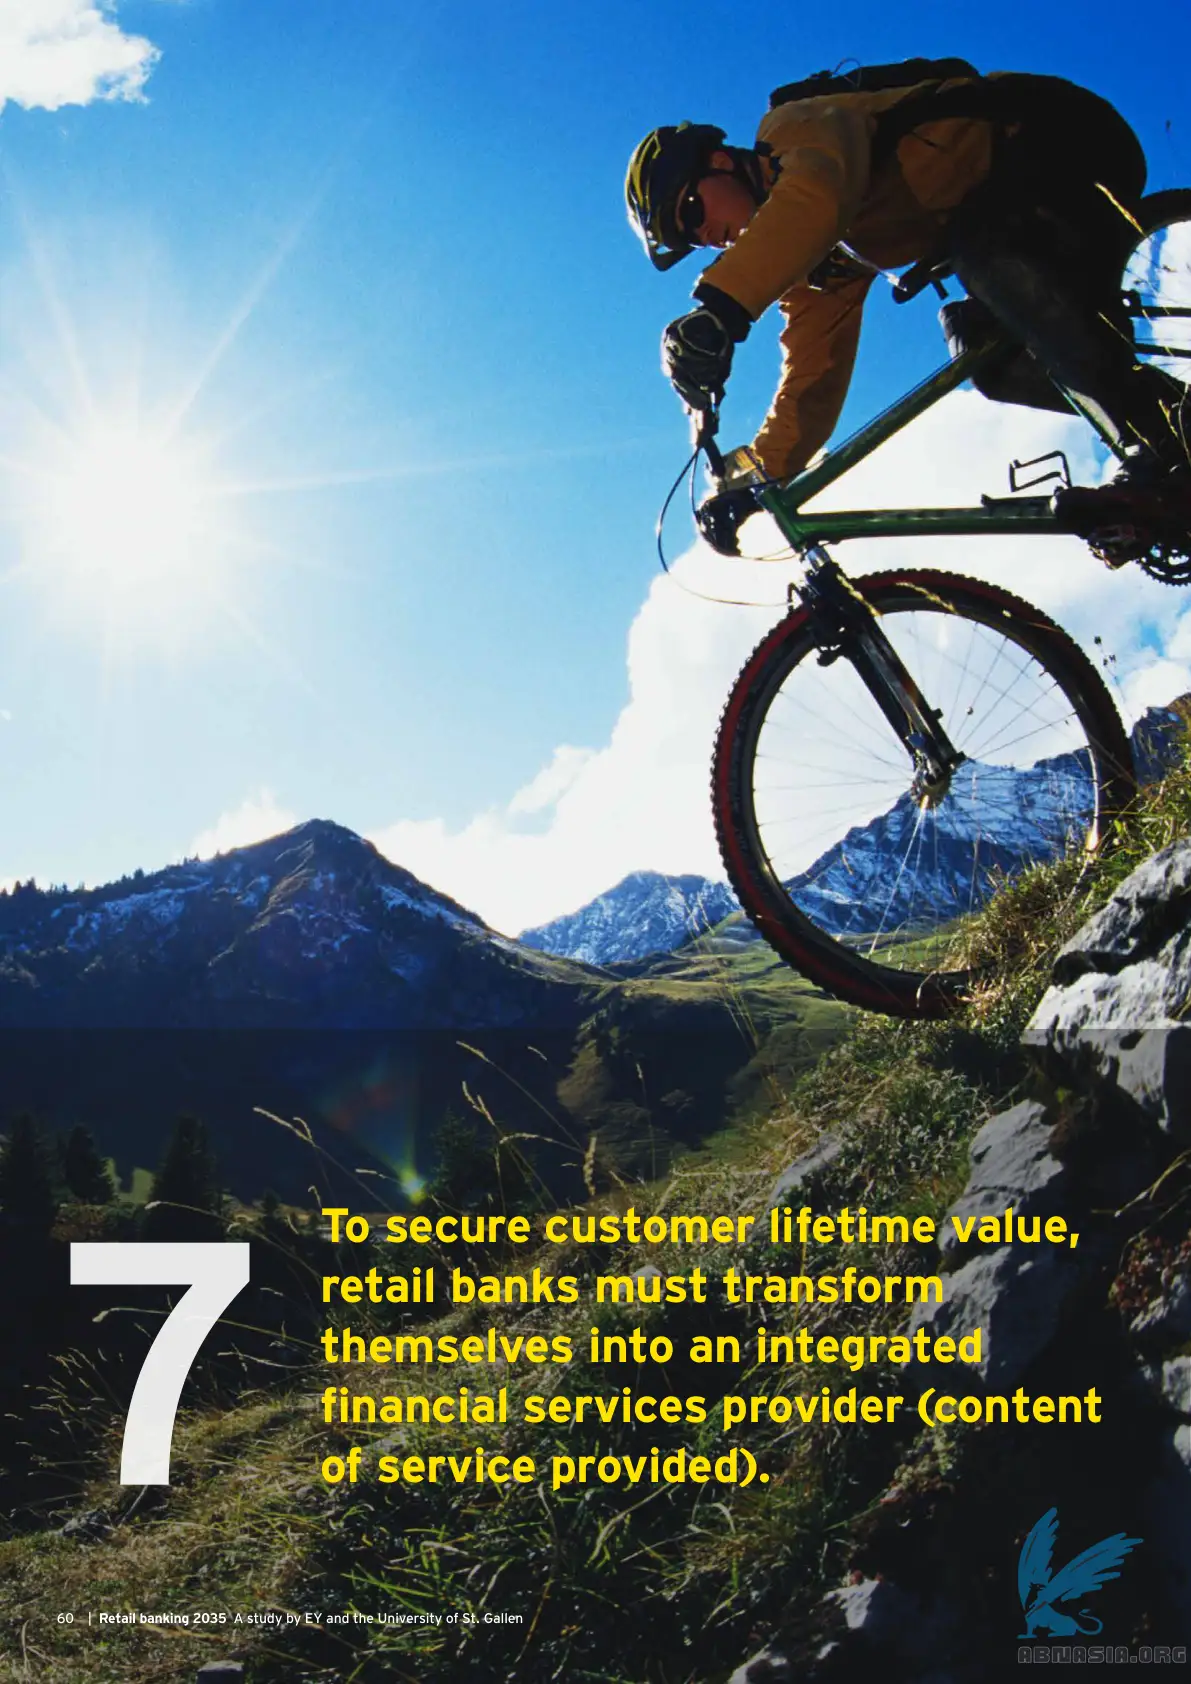 7
To secure customer lifetime value,
retail banks must transform
themselves into an integrated
financial services provider (content
of service provided).
60 | Retail banking 2035 A study by EY and the University of St. Gallen
ABNASIA.ORG